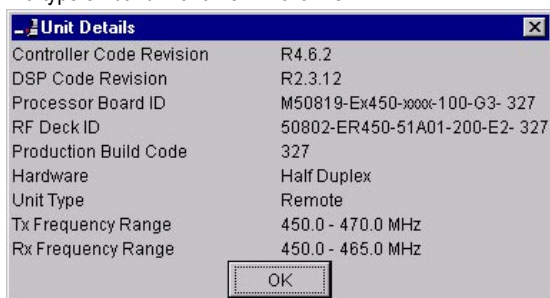 Unit Details
Controller Code Revision R4.6.2
DSP Code Revision R2.3.12
Processor Board ID M50819-Ex450-xxxx-100-G3- 327
RF Deck ID 50802-ER450-51A01-200-E2- 327
Production Build Code 327
Hardware Half Duplex
Unit Type Remote
Tx Frequency Range 450.0 - 470.0 MHz
Rx Frequency Range 450.0 - 465.0 MHz
OK